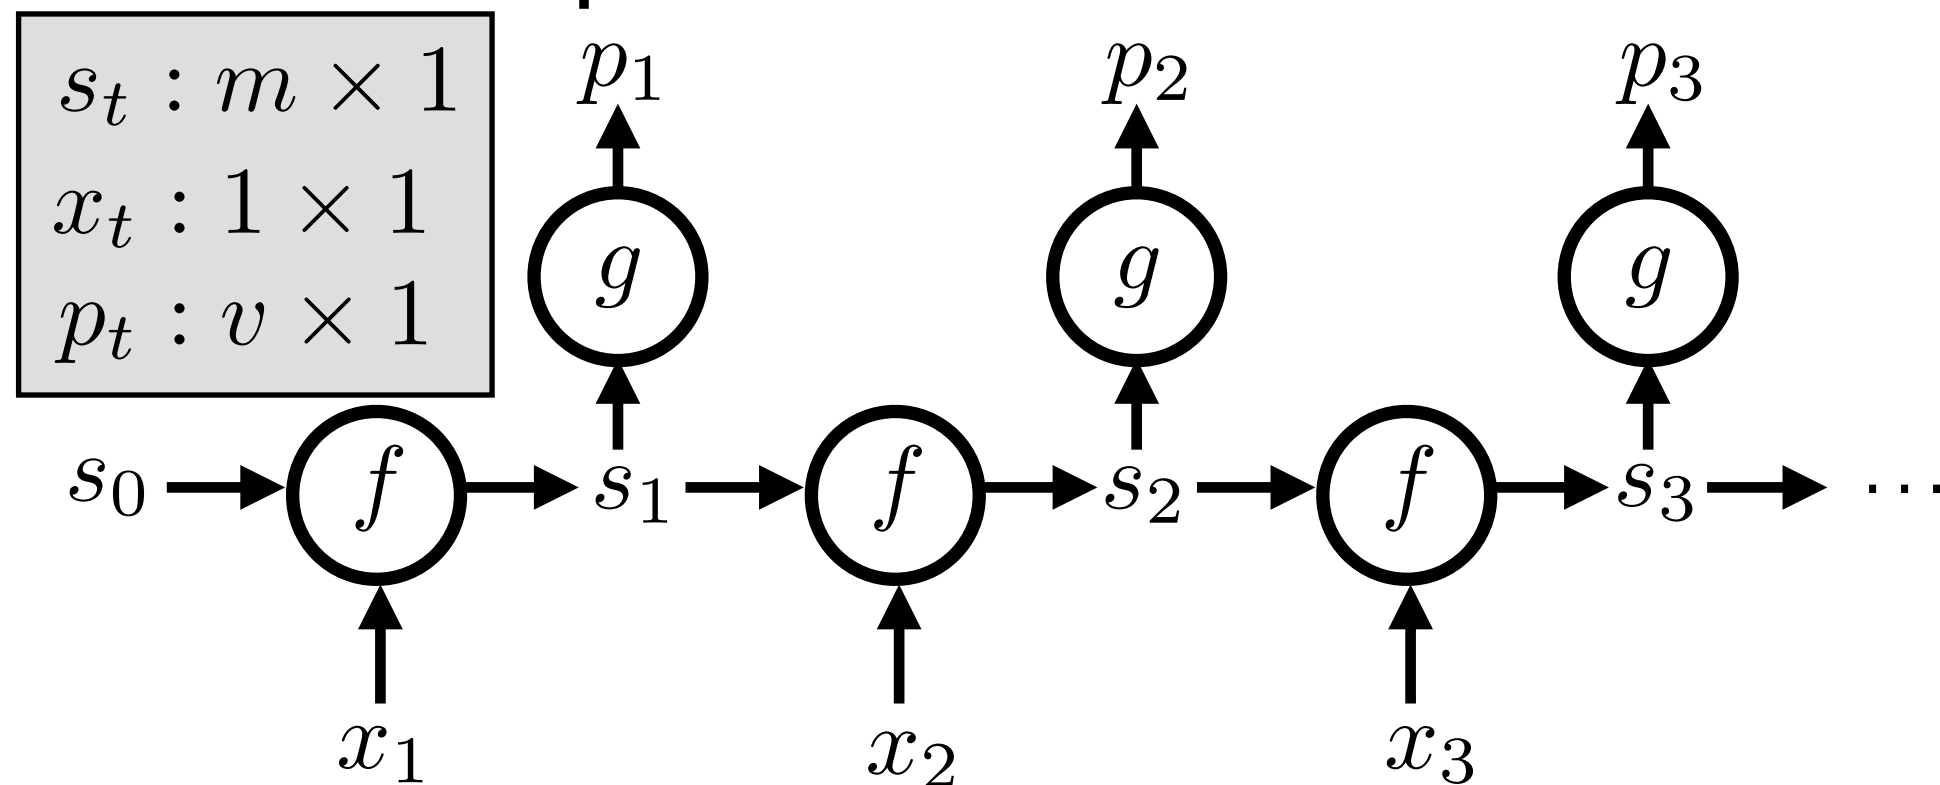 s_t : m × 1
x_t : 1 × 1
p_t : v × 1
p_1 p_2 p_3
g g g
s_0 f s_1 f s_2 f s_3 ...
x_1 x_2 x_3